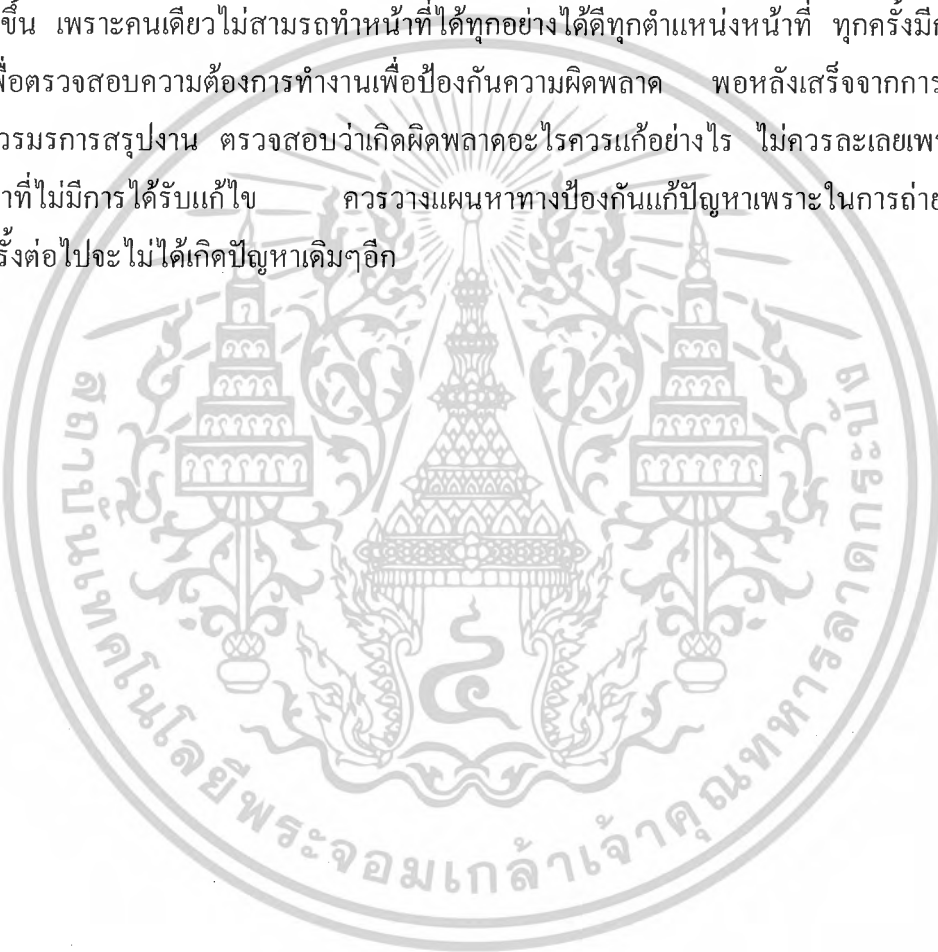 ขึ้น เพราะคนเดียวไม่สามรถทำหน้าที่ได้ทุกอย่างได้ดีทุกตำแหน่งหน้าที่ ทุกครั้งมี
ตรวจสอบความต้องการทำงานเพื่อป้องกันความผิดพลาด พอหลังเสร็จจากการ
วรมรการสรุปงาน ตรวจสอบว่าเกิดผิดพลาดอะไรควรแก้อย่างไร ไม่ควรละเลยเพร
าที่ไม่มีการได้รับแก้ไข ควรวางแผนหาทางป้องกันแก้ปัญหาเพราะในการถ่าย
รั้งต่อไปจะไม่ได้เกิดปัญหาเดิมๆอีก
สถาบันเทคโนโลยีพระจอมเกล้าเจ้าคุณทหารลาดกระบัง
๔